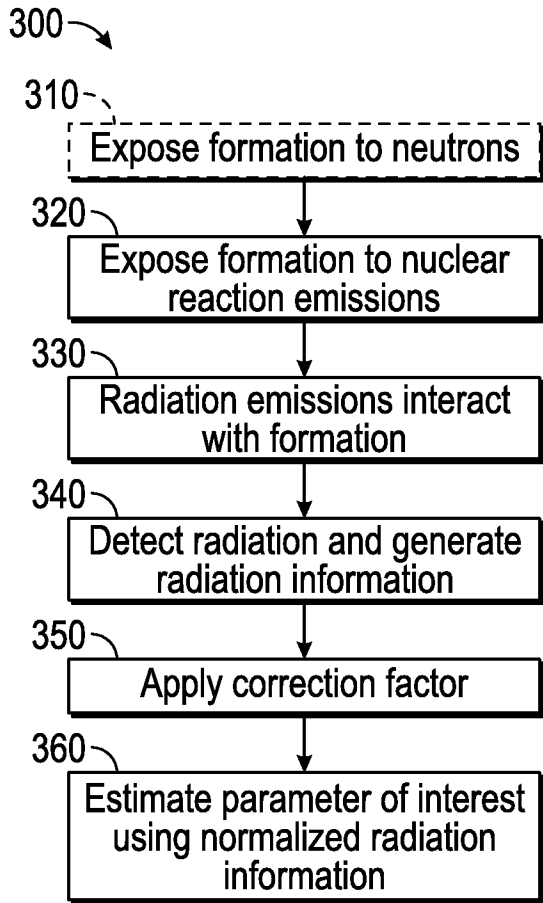 300
310
Expose formation to neutrons
320
Expose formation to nuclear
reaction emissions
330
Radiation emissions interact
with formation
340
Detect radiation and generate
radiation information
350
Apply correction factor
360
Estimate parameter of interest
using normalized radiation
information